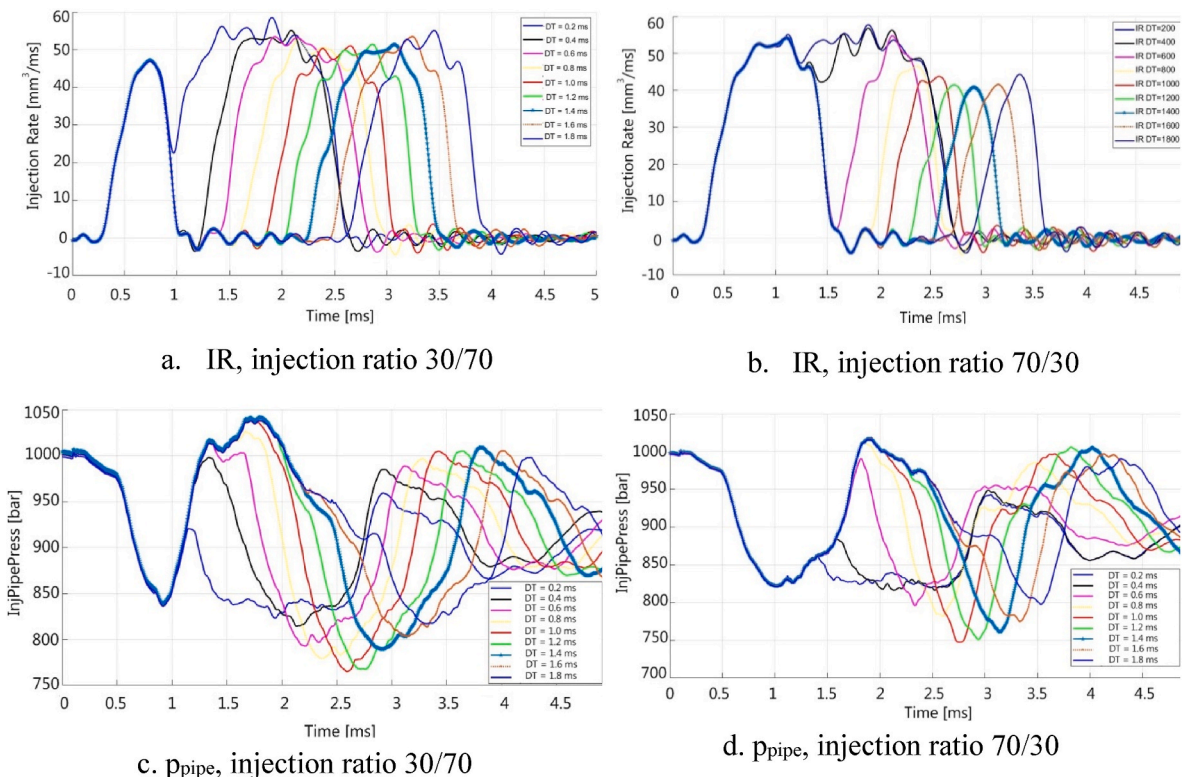 60
50
40
30
20
10
0
-10
Injection Rate [mm³/ms]
0 0.5 1 1.5 2 2.5 3 3.5 4 4.5 5
Time [ms]
DT = 0.2 ms
DT = 0.4 ms
DT = 0.6 ms
DT = 0.8 ms
DT = 1.0 ms
DT = 1.2 ms
DT = 1.4 ms
DT = 1.6 ms
DT = 1.8 ms
a. IR, injection ratio 30/70
60
50
40
30
20
10
0
-10
Injection Rate [mm³/ms]
0 0.5 1 1.5 2 2.5 3 3.5 4 4.5
Time [ms]
IR DT=200
IR DT=400
IR DT=600
IR DT=800
IR DT=1000
IR DT=1200
IR DT=1400
IR DT=1600
IR DT=1800
b. IR, injection ratio 70/30
1050
1000
950
900
850
800
750
InjPipePress [bar]
0 0.5 1 1.5 2 2.5 3 3.5 4 4.5
Time [ms]
DT = 0.2 ms
DT = 0.4 ms
DT = 0.6 ms
DT = 0.8 ms
DT = 1.0 ms
DT = 1.2 ms
DT = 1.4 ms
DT = 1.6 ms
DT = 1.8 ms
c. ppipe, injection ratio 30/70
1050
1000
950
900
850
800
750
700
InjPipePress [bar]
0 0.5 1 1.5 2 2.5 3 3.5 4 4.5
Time [ms]
DT = 0.2 ms
DT = 0.4 ms
DT = 0.6 ms
DT = 0.8 ms
DT = 1.0 ms
DT = 1.2 ms
DT = 1.4 ms
DT = 1.6 ms
DT = 1.8 ms
d. ppipe, injection ratio 70/30